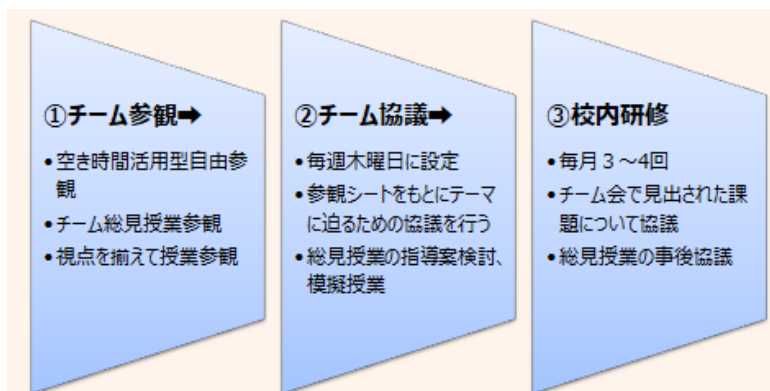 ①チーム参観➡
•空き時間活用型自由参
観
•チーム総見授業参観
•視点を揃えて授業参観
②チーム協議➡
•毎週木曜日に設定
•参観シートをもとにテーマ
に迫るための協議を行う
•総見授業の指導案検討、
模擬授業
③校内研修
•毎月３～4回
•チーム会で見出された課
題について協議
•総見授業の事後協議